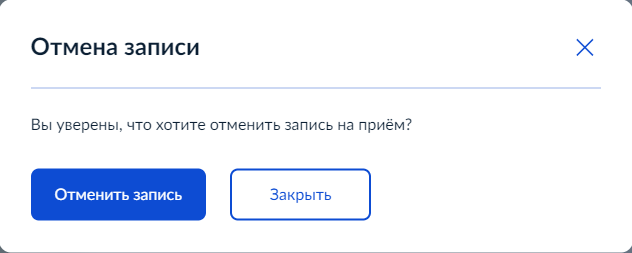 Отмена записи
Вы уверены, что хотите отменить запись на приём?
Отменить запись
Закрыть